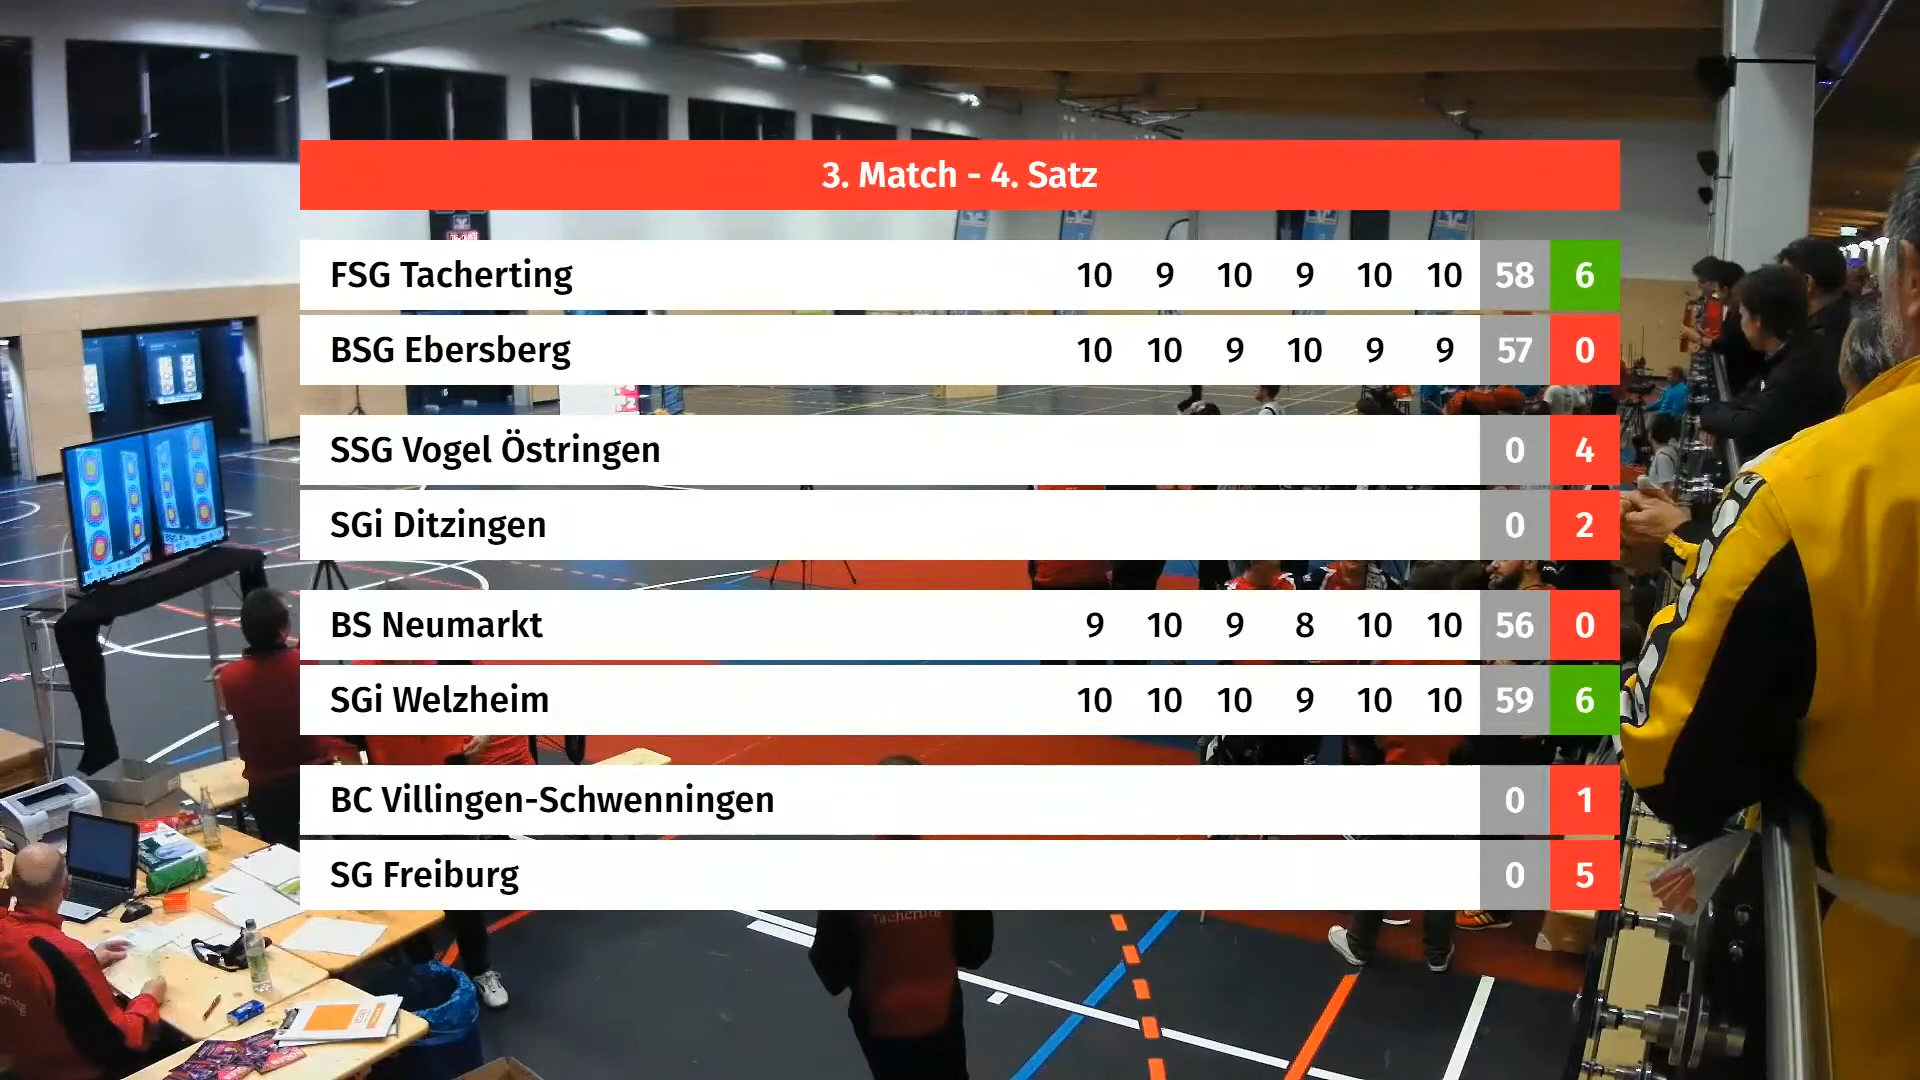 3. Match - 4. Satz
FSG Tacherting 10 9 10 9 10 10 58 6
BSG Ebersberg 10 10 9 10 9 9 57 0
SSG Vogel Östringen 0 4
SGi Ditzingen 0 2
BS Neumarkt 9 10 9 8 10 10 56 0
SGi Welzheim 10 10 10 9 10 10 59 6
BC Villingen-Schwenningen 0 1
SG Freiburg 0 5
Tacherting